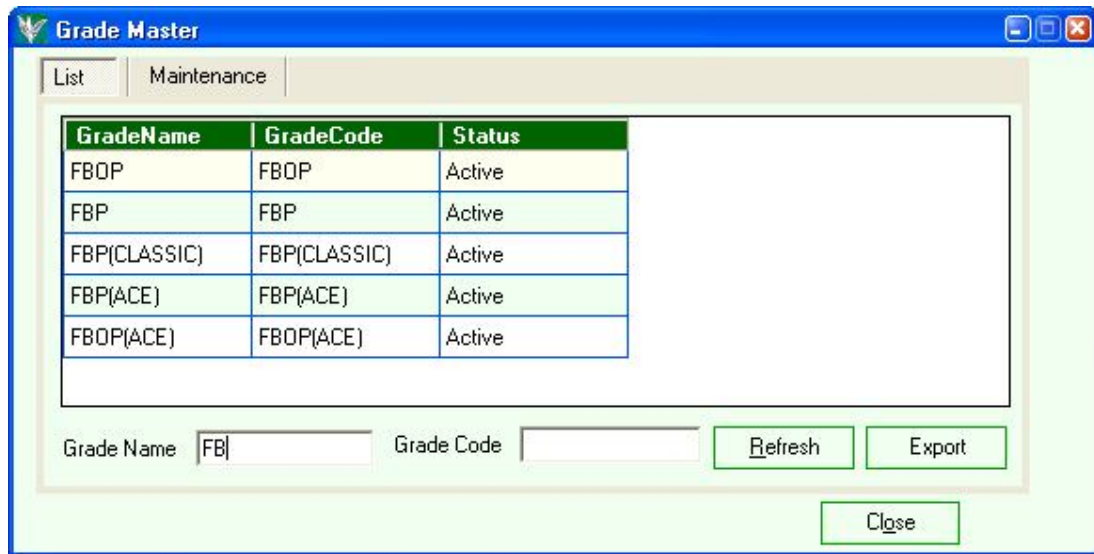 Grade Master
List Maintenance
GradeName GradeCode Status
FBOP FBOP Active
FBP FBP Active
FBP(CLASSIC) FBP(CLASSIC) Active
FBP(ACE) FBP(ACE) Active
FBOP(ACE) FBOP(ACE) Active
Grade Name FB Grade Code Refresh Export
Close